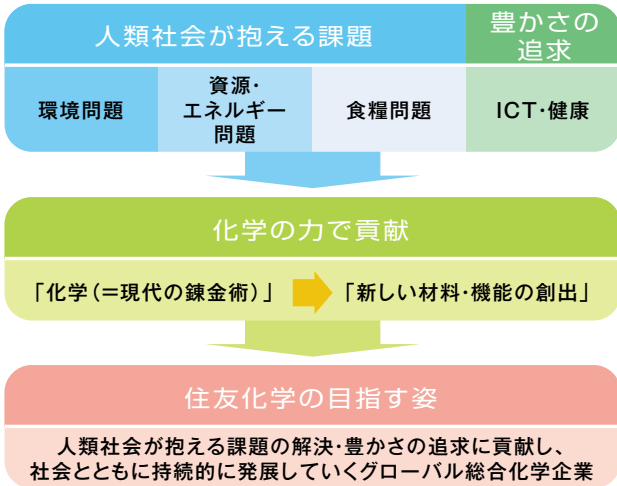 人類社会が抱える課題
豊かさの
追求
環境問題
資源・
エネルギー
問題
食糧問題
ICT・健康
化学の力で貢献
「化学（＝現代の錬金術）」
「新しい材料・機能の創出」
住友化学の目指す姿
人類社会が抱える課題の解決・豊かさの追求に貢献し、
社会とともに持続的に発展していくグローバル総合化学企業